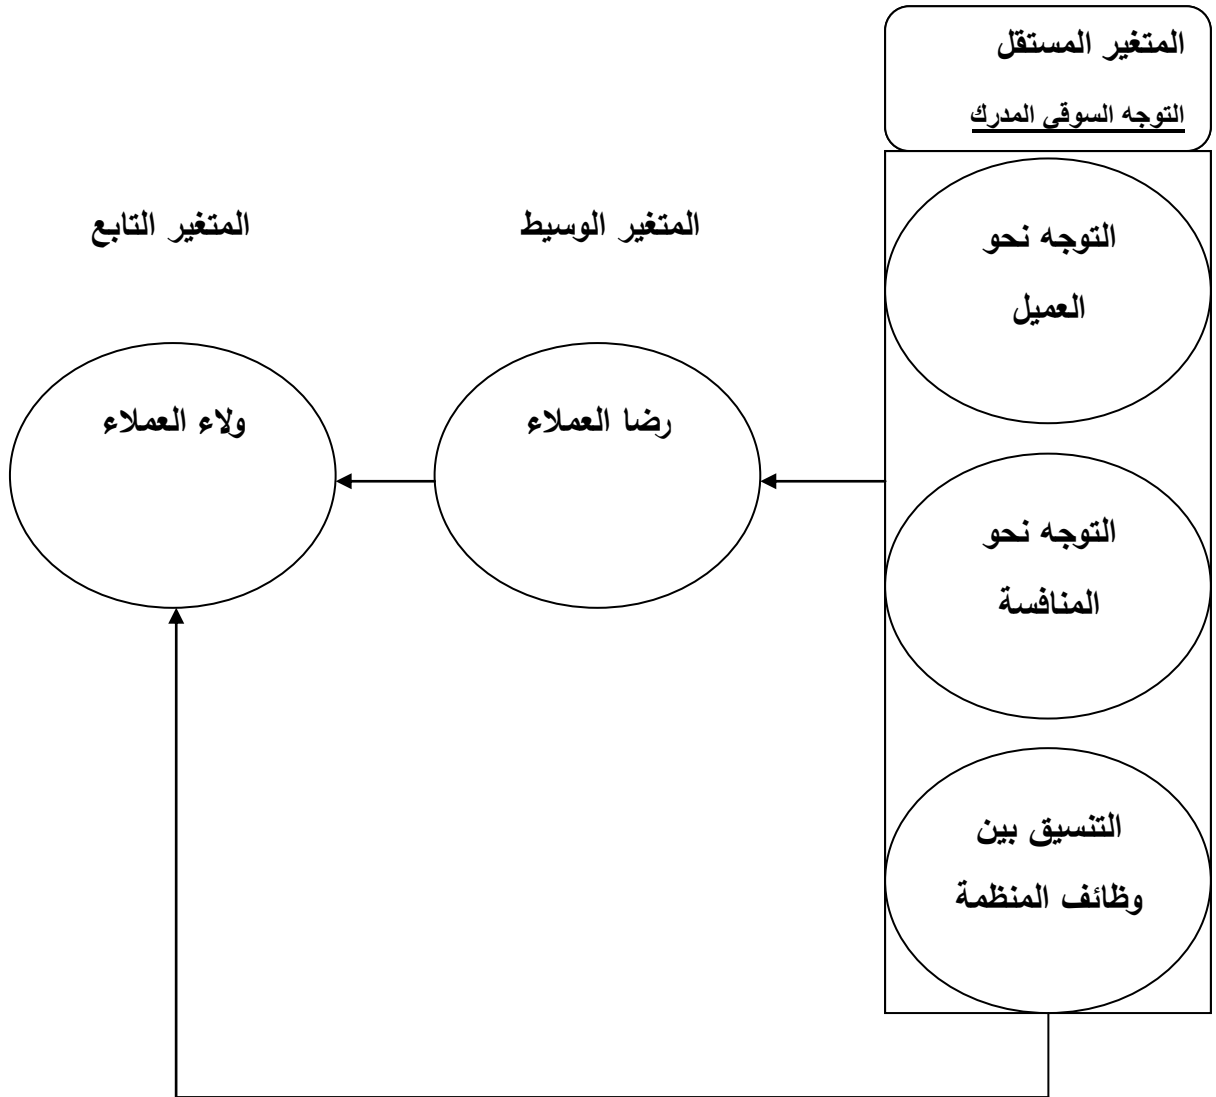 المتغير المستقل
التوجه السوقي المدرك
المتغير الوسيط
المتغير التابع
التوجه نحو
العميل
رضا العملاء
ولاء العملاء
التوجه نحو
المنافسة
التنسيق بين
وظائف المنظمة